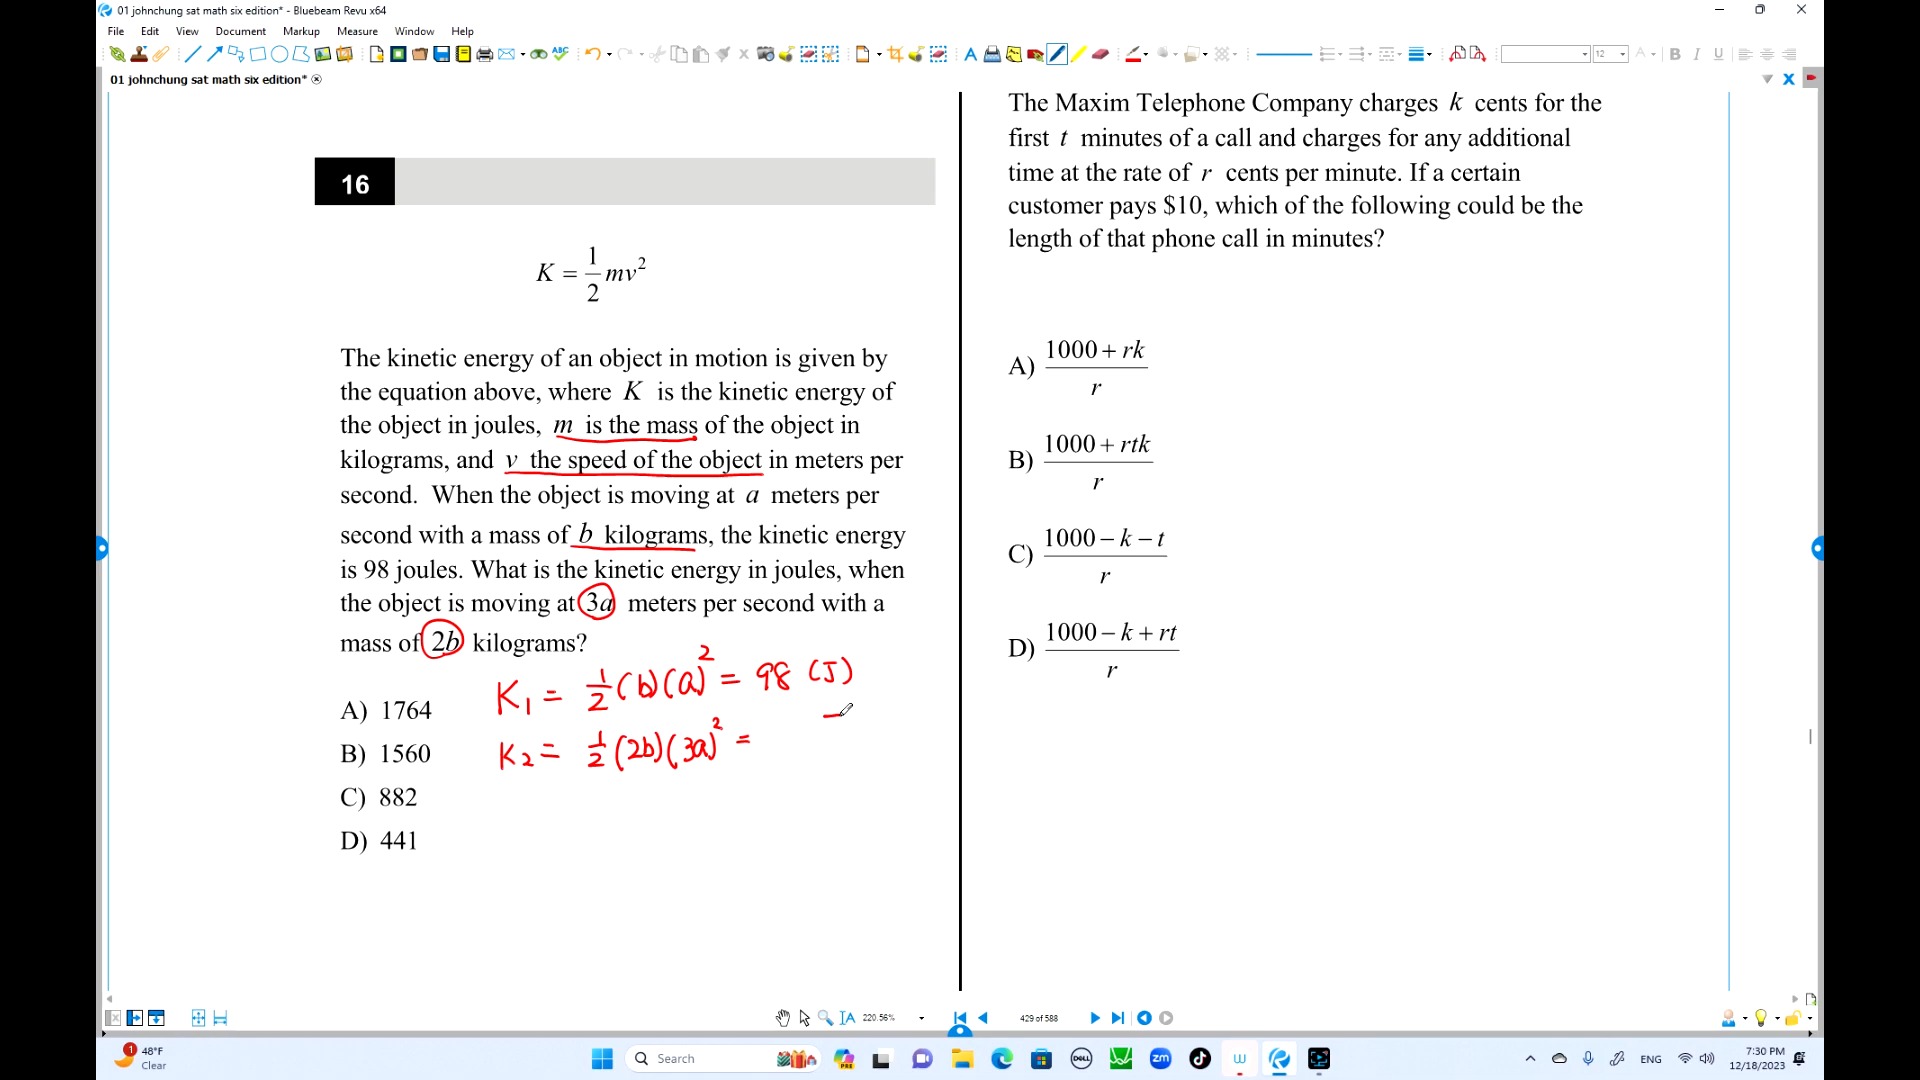 01 johnchung sat math six edition* - Bluebeam Revu x64
File Edit View Document Markup Measure Window Help
12
01 johnchung sat math six edition*
16
K = 1/2 mv²
The kinetic energy of an object in motion is given by
the equation above, where K is the kinetic energy of
the object in joules, m is the mass of the object in
kilograms, and v the speed of the object in meters per
second. When the object is moving at a meters per
second with a mass of b kilograms, the kinetic energy
is 98 joules. What is the kinetic energy in joules, when
the object is moving at 3a meters per second with a
mass of 2b kilograms?
K1 = 1/2 (b)(a)² = 98 (J)
K2 = 1/2 (2b)(3a)² =
A) 1764
B) 1560
C) 882
D) 441
The Maxim Telephone Company charges k cents for the
first t minutes of a call and charges for any additional
time at the rate of r cents per minute. If a certain
customer pays $10, which of the following could be the
length of that phone call in minutes?
A) (1000 + rk)/r
B) (1000 + rtk)/r
C) (1000 − k − t)/r
D) (1000 − k + rt)/r
220.56%
429 of 588
1
48°F
Clear
Search
PRE
DELL
zm
W
ENG
7:30 PM
12/18/2023